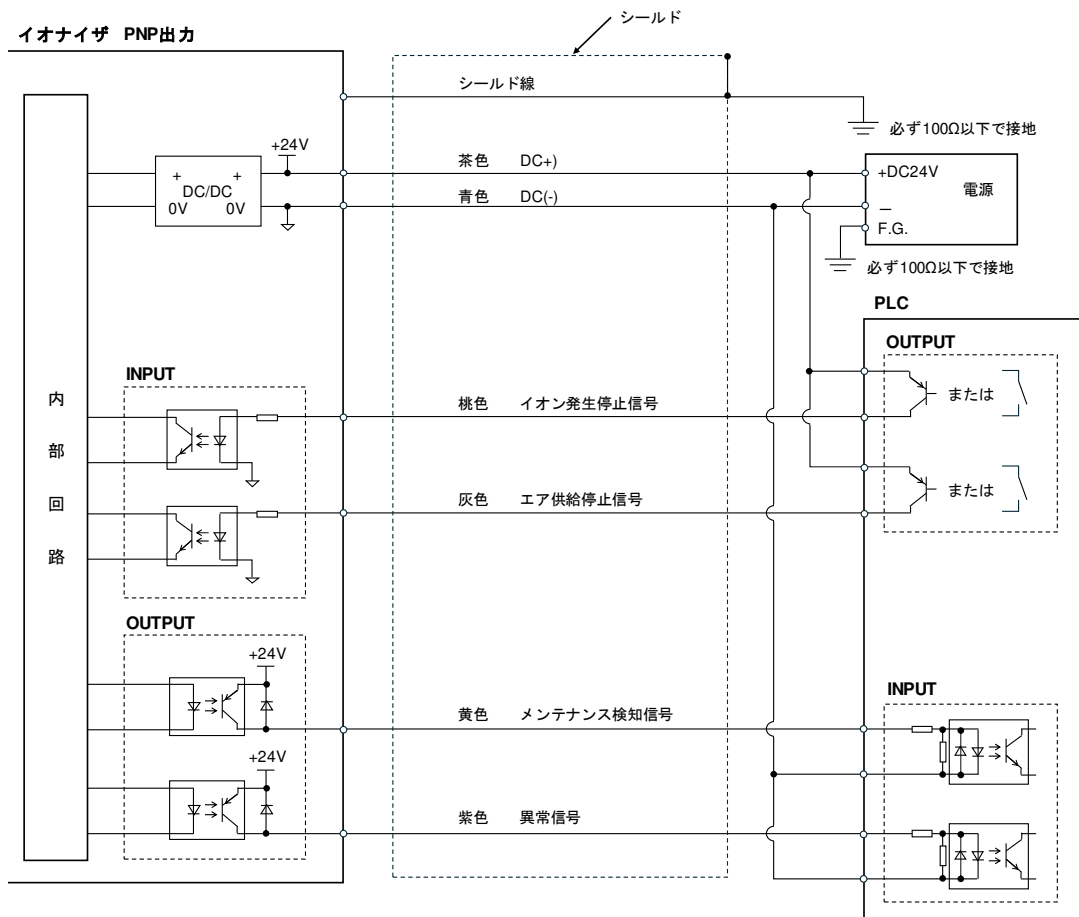 シールド
イオナイザ PNP出力
シールド線
必ず100Ω以下で接地
+24V
茶色 DC+)
+DC24V
電源
+ +
DC/DC
0V 0V
青色 DC(-)
−
F.G.
必ず100Ω以下で接地
PLC
OUTPUT
INPUT
内部回路
桃色 イオン発生停止信号
または
灰色 エア供給停止信号
または
OUTPUT
+24V
INPUT
黄色 メンテナンス検知信号
+24V
紫色 異常信号